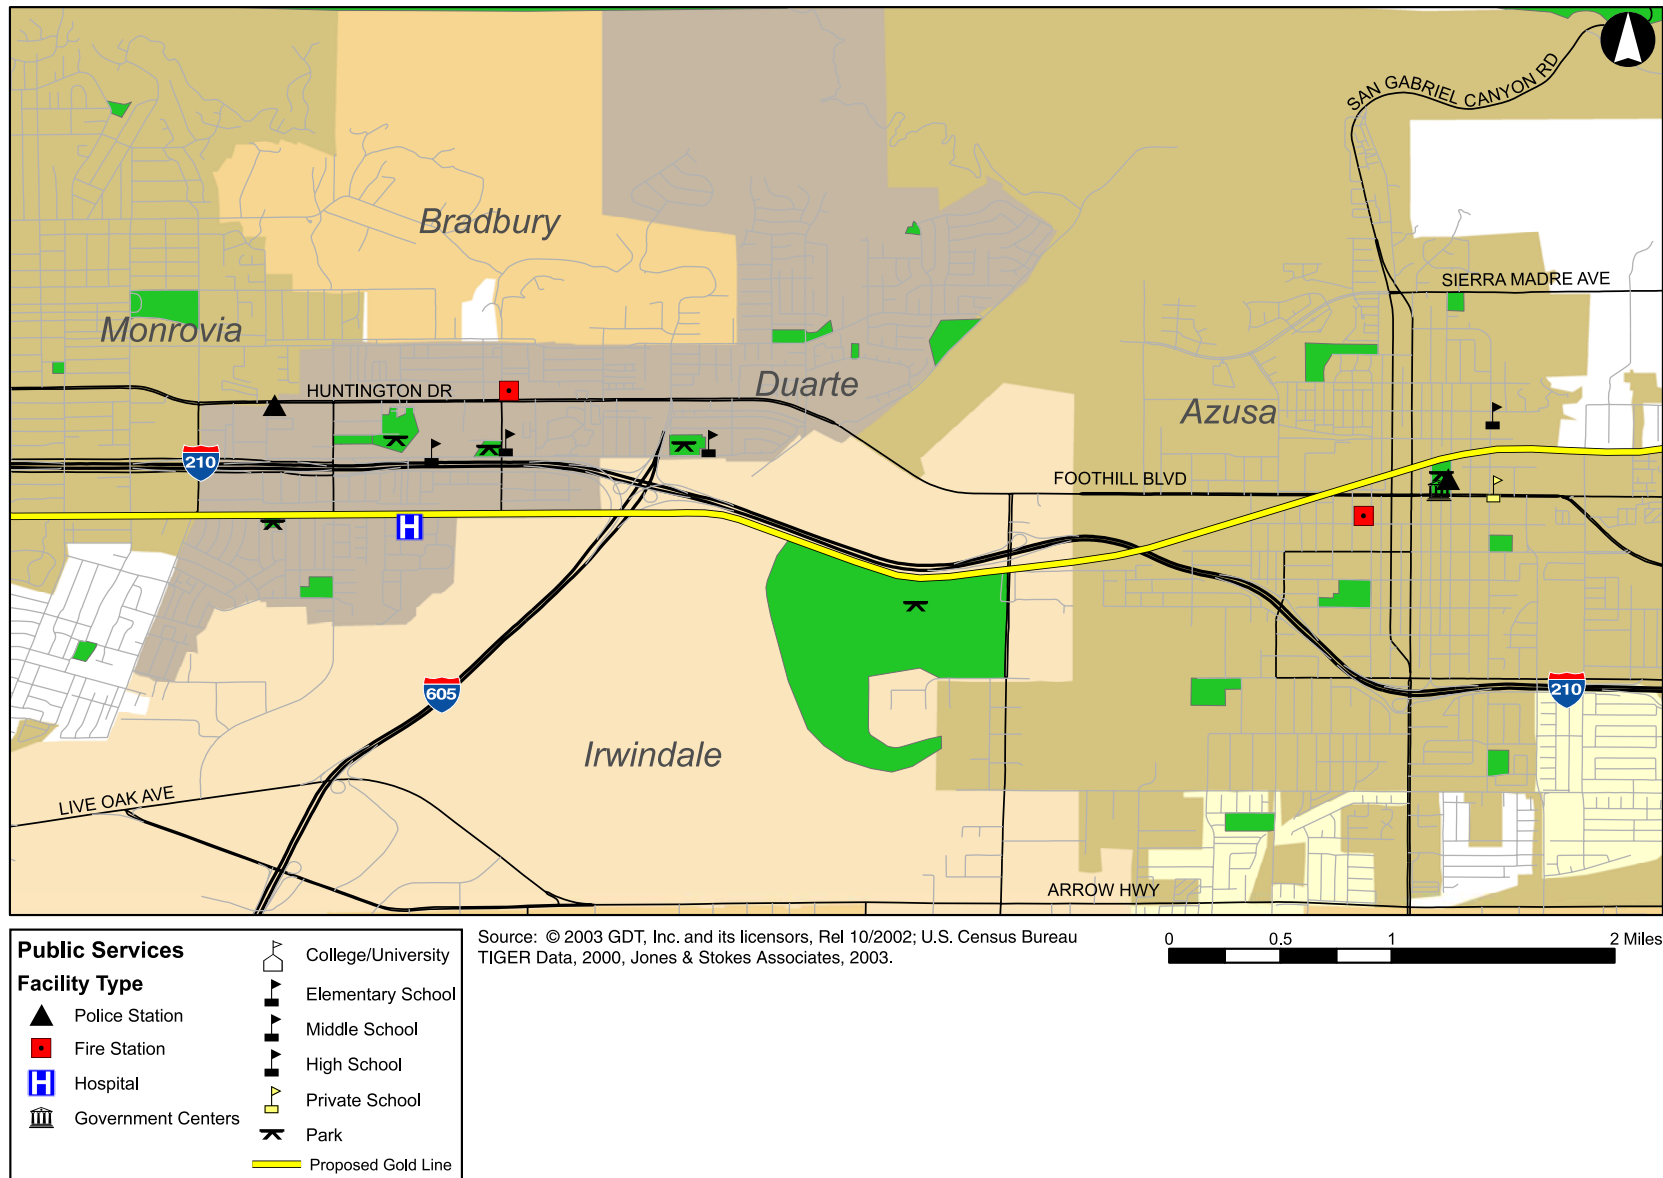 SAN GABRIEL CANYON RD
Bradbury
SIERRA MADRE AVE
Monrovia
HUNTINGTON DR
Duarte
Azusa
210
FOOTHILL BLVD
H
605
210
Irwindale
LIVE OAK AVE
ARROW HWY
Public Services
Facility Type
Police Station
Fire Station
H Hospital
Government Centers
College/University
Elementary School
Middle School
High School
Private School
Park
Proposed Gold Line
Source: © 2003 GDT, Inc. and its licensors, Rel 10/2002; U.S. Census Bureau
TIGER Data, 2000, Jones & Stokes Associates, 2003.
0 0.5 1 2 Miles